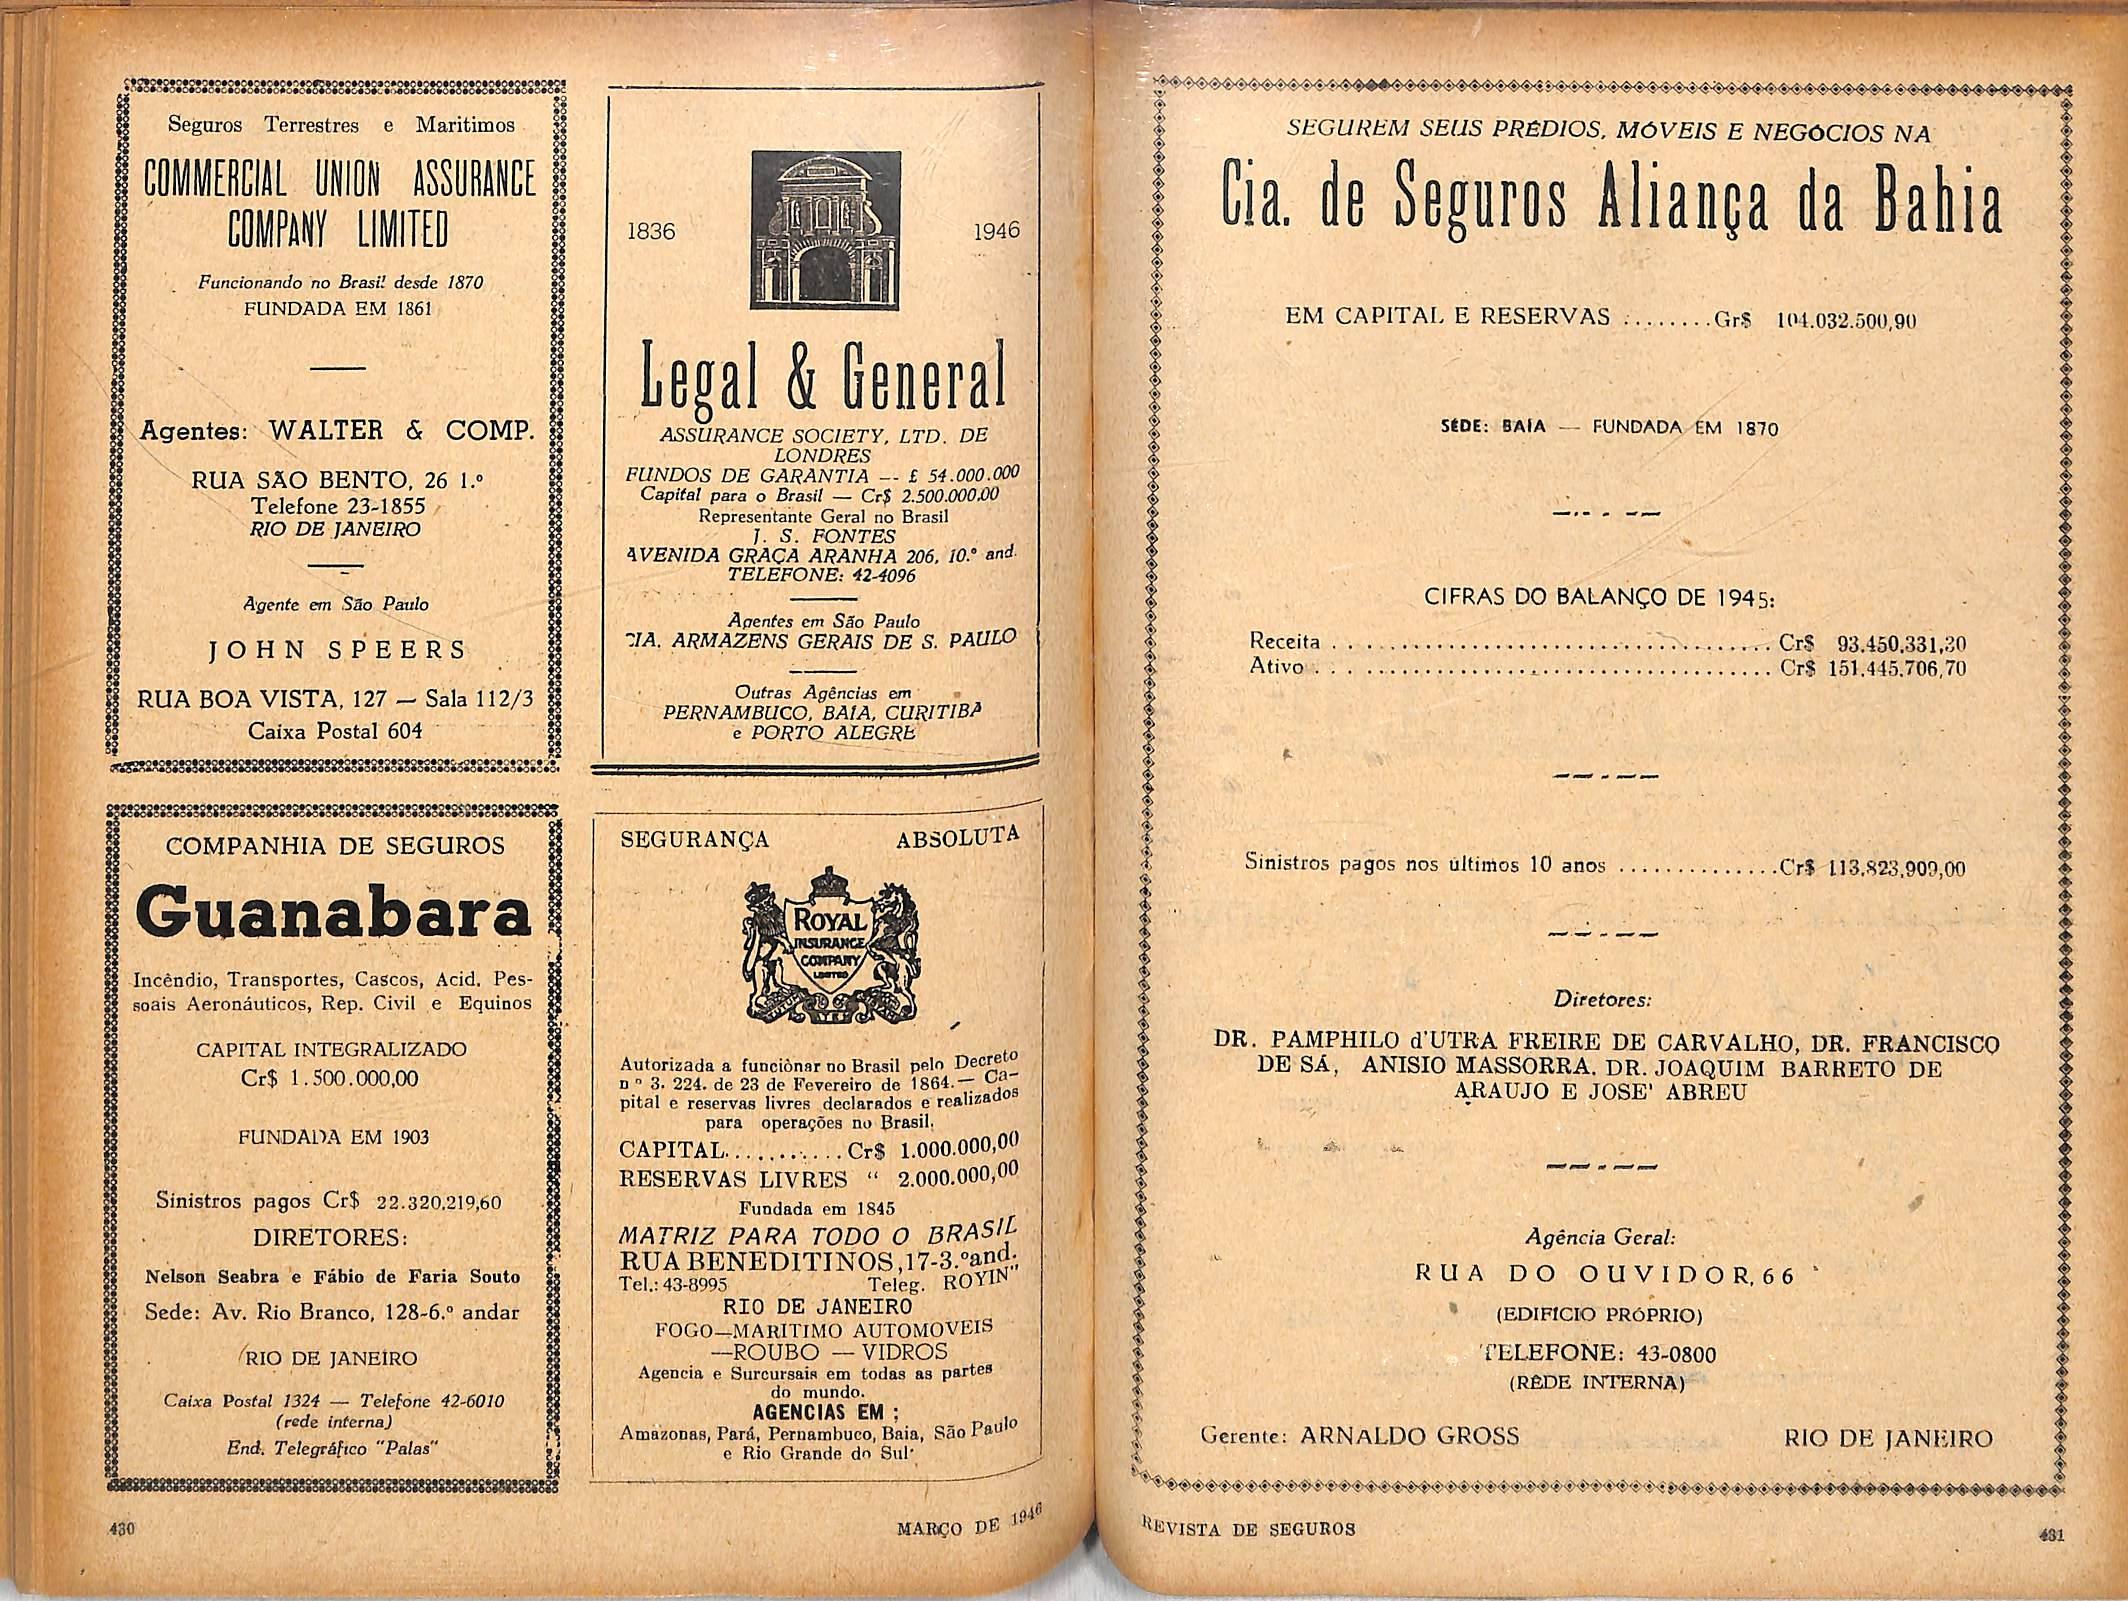 Seguros Terrestres e Maritimos
COMMERCIAL UNION ASSURANCE
COMPANY LIMITED
Funcionando no Brasil desde 1870
FUNDADA EM 1861
Agentes: WALTER & COMP.
RUA SÃO BENTO, 26 1.º
Telefone 23-1855
RIO DE JANEIRO
Agente em São Paulo
JOHN SPEERS
RUA BOA VISTA, 127 — Sala 112/3
Caixa Postal 604
1836 1946
Legal & General
ASSURANCE SOCIETY, LTD. DE
LONDRES
FUNDOS DE GARANTIA -- £ 54.000.000
Capital para o Brasil — Cr$ 2.500.000,00
Representante Geral no Brasil
J. S. FONTES
AVENIDA GRAÇA ARANHA 206, 10.º and.
TELEFONE: 42-4096
Agentes em São Paulo
CIA. ARMAZENS GERAIS DE S. PAULO
Outras Agências em
PERNAMBUCO, BAÍA, CURITIBA
e PORTO ALEGRE
COMPANHIA DE SEGUROS
Guanabara
Incêndio, Transportes, Cascos, Acid. Pes-
soais Aeronáuticos, Rep. Civil e Equinos
CAPITAL INTEGRALIZADO
Cr$ 1.500.000,00
FUNDADA EM 1903
Sinistros pagos Cr$ 22.320.219,60
DIRETORES:
Nelson Seabra e Fábio de Faria Souto
Sede: Av. Rio Branco, 128-6.º andar
RIO DE JANEIRO
Caixa Postal 1324 — Telefone 42-6010
(rede interna)
End. Telegráfico "Palas"
SEGURANÇA ABSOLUTA
ROYAL
INSURANCE
COMPANY
LIMITED
Autorizada a funciònar no Brasil pelo Decreto
nº 3. 224. de 23 de Fevereiro de 1864.— Ca-
pital e reservas livres declarados e realizados
para operações no Brasil.
CAPITAL........... Cr$ 1.000.000,00
RESERVAS LIVRES " 2.000.000,00
Fundada em 1845
MATRIZ PARA TODO O BRASIL
RUA BENEDITINOS,17-3.ºand.
Tel.: 43-8995 Teleg. ROYIN"
RIO DE JANEIRO
FOGO—MARITIMO AUTOMOVEIS
—ROUBO — VIDROS
Agencia e Surcursais em todas as partes
do mundo.
AGENCIAS EM ;
Amazonas, Pará, Pernambuco, Baia, São Paulo
e Rio Grande do Sul
430 MARÇO DE 1946
SEGUREM SEUS PRÉDIOS, MÓVEIS E NEGÓCIOS NA
Cia. de Seguros Aliança da Bahia
EM CAPITAL E RESERVAS ........Gr$ 104.032.500,90
SÉDE: BAÍA — FUNDADA EM 1870
CIFRAS DO BALANÇO DE 1945:
Receita ........................................ Cr$ 93.450.331,30
Ativo ........................................ Cr$ 151.445.706,70
Sinistros pagos nos últimos 10 anos ..............Cr$ 113.823.909,00
Diretores:
DR. PAMPHILO d'UTRA FREIRE DE CARVALHO, DR. FRANCISCO
DE SÁ, ANISIO MASSORRA, DR. JOAQUIM BARRETO DE
ARAUJO E JOSE' ABREU
Agência Geral:
RUA DO OUVIDOR, 66
(EDIFÍCIO PRÓPRIO)
TELEFONE: 43-0800
(RÊDE INTERNA)
Gerente: ARNALDO GROSS RIO DE JANEIRO
REVISTA DE SEGUROS 431